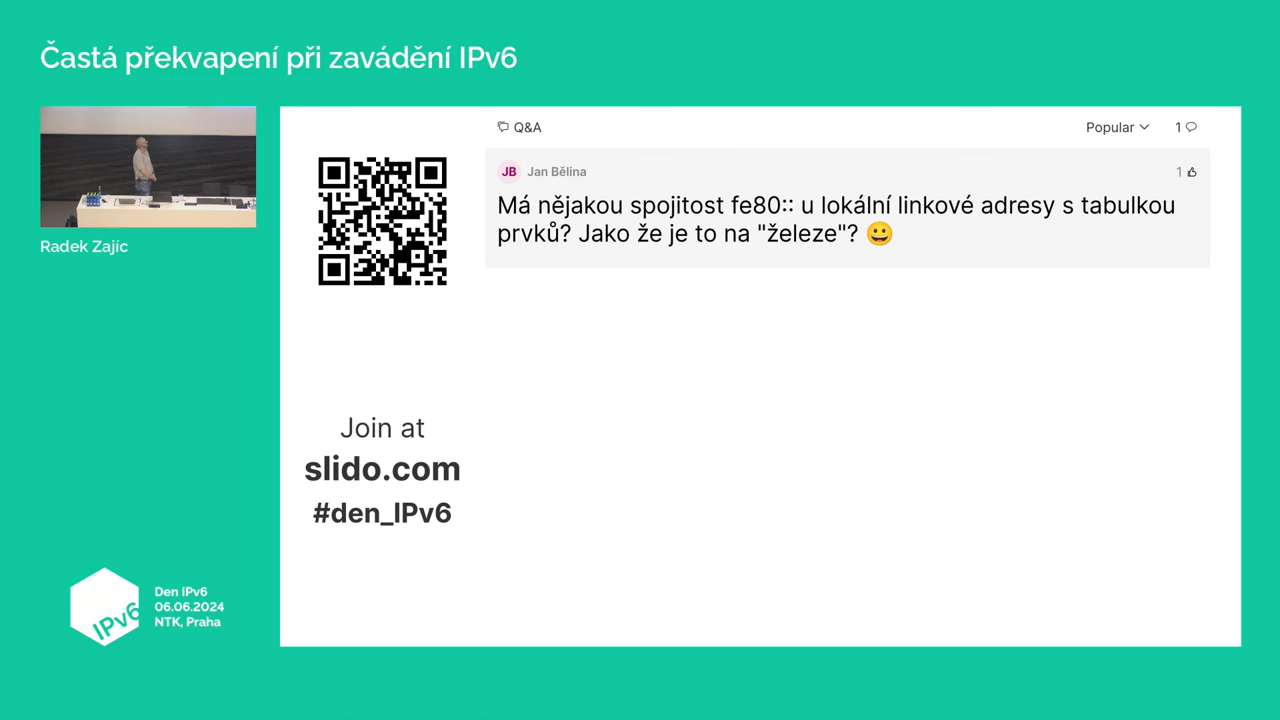 Častá překvapení při zavádění IPv6
Radek Zajíc
Q&A
Popular
1
JB
Jan Bělina
1
Má nějakou spojitost fe80:: u lokální linkové adresy s tabulkou
prvků? Jako že je to na "železe"? 😀
Join at
slido.com
#den_IPv6
IPv6
Den IPv6
06.06.2024
NTK, Praha